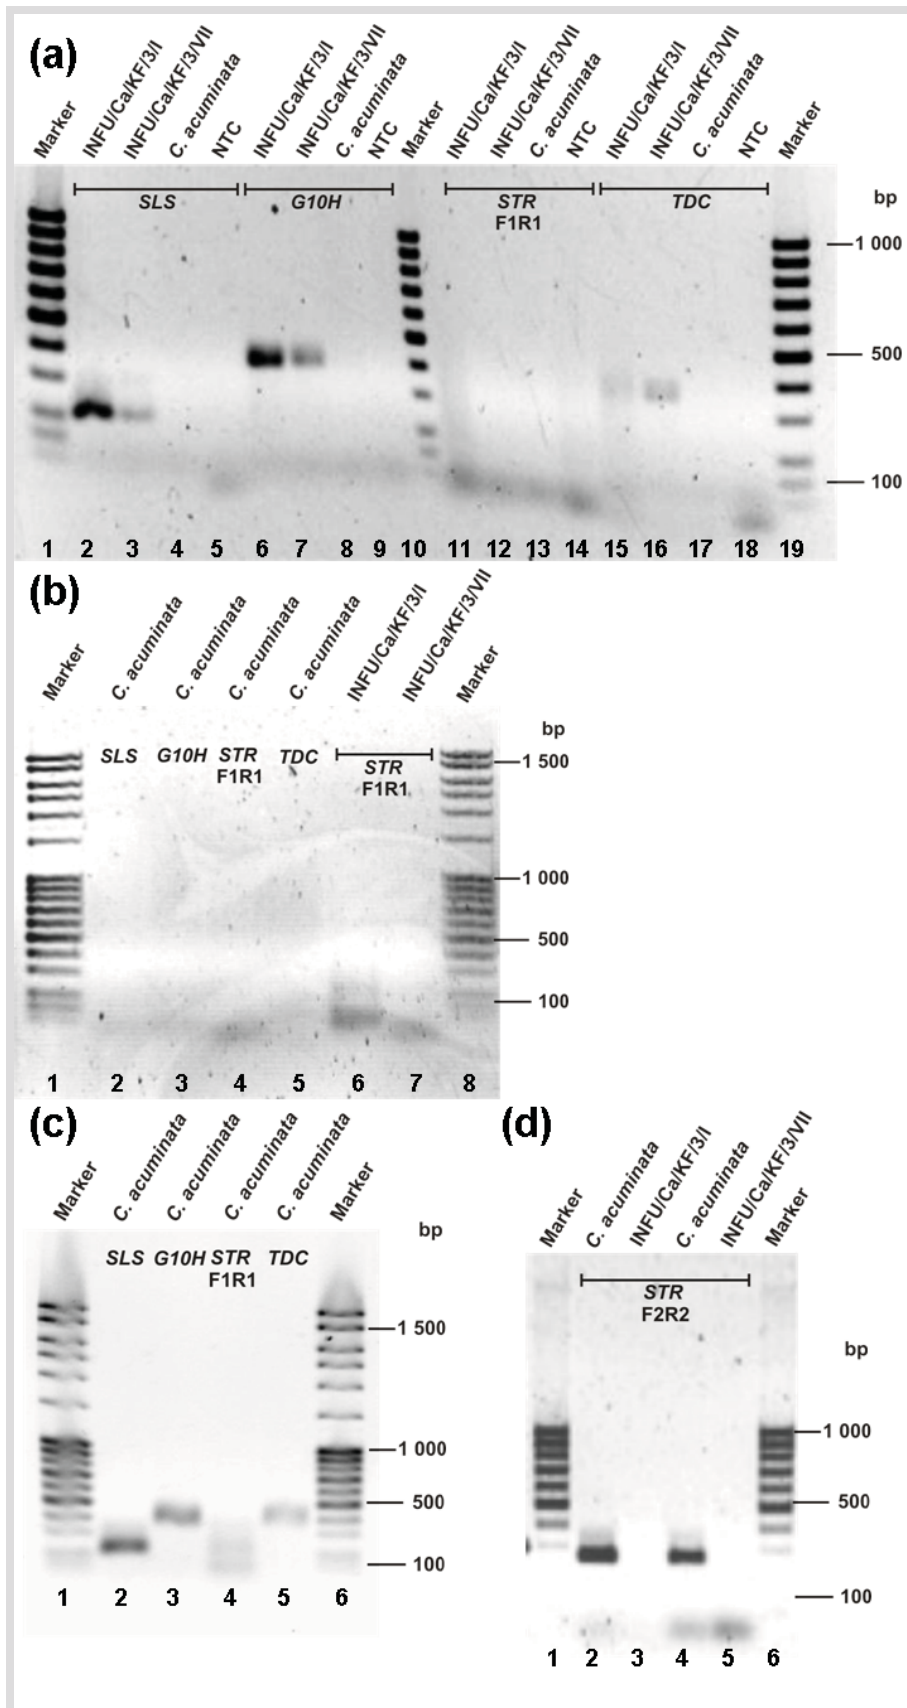 (a)
Marker INFU/Ca/KF/3/I INFU/Ca/KF/3/VII C. acuminata NTC INFU/Ca/KF/3/I INFU/Ca/KF/3/VII C. acuminata NTC Marker INFU/Ca/KF/3/I INFU/Ca/KF/3/VII C. acuminata NTC INFU/Ca/KF/3/I INFU/Ca/KF/3/VII C. acuminata NTC Marker
SLS G10H STR TDC bp
F1R1
1 000
500
100
1 2 3 4 5 6 7 8 9 10 11 12 13 14 15 16 17 18 19
(b)
Marker C. acuminata C. acuminata C. acuminata C. acuminata INFU/Ca/KF/3/I INFU/Ca/KF/3/VII Marker
bp
SLS G10H STR TDC STR
F1R1 F1R1
1 500
1 000
500
100
1 2 3 4 5 6 7 8
(c)
Marker C. acuminata C. acuminata C. acuminata C. acuminata Marker
bp
SLS G10H STR TDC
F1R1
1 500
1 000
500
100
1 2 3 4 5 6
(d)
Marker C. acuminata INFU/Ca/KF/3/I C. acuminata INFU/Ca/KF/3/VII Marker
STR
F2R2
bp
1 000
500
100
1 2 3 4 5 6